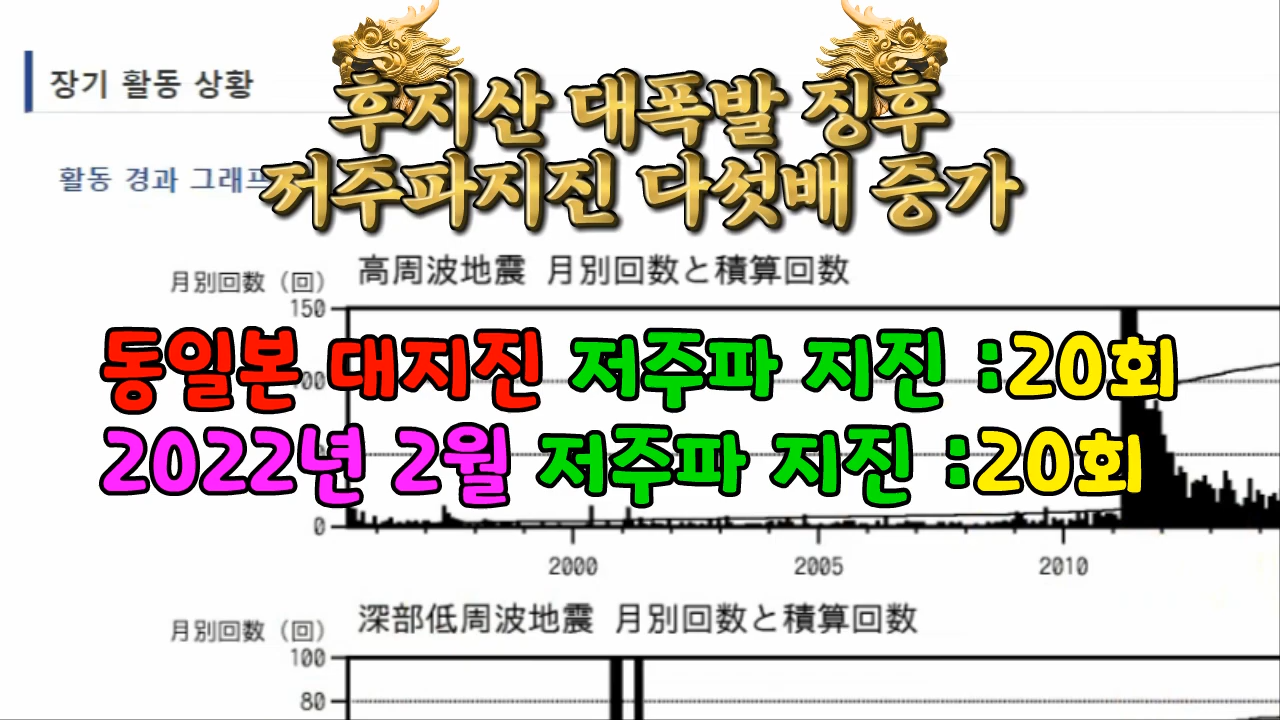 장기 활동 상황
후지산 대폭발 징후
활동 경과 그래프
저주파지진 다섯배 증가
月別回数（回）
高周波地震 月別回数と積算回数
150
동일본 대지진 저주파 지진 :20회
2022년 2월 저주파 지진 :20회
0
2000 2005 2010
月別回数（回）
深部低周波地震 月別回数と積算回数
100
80